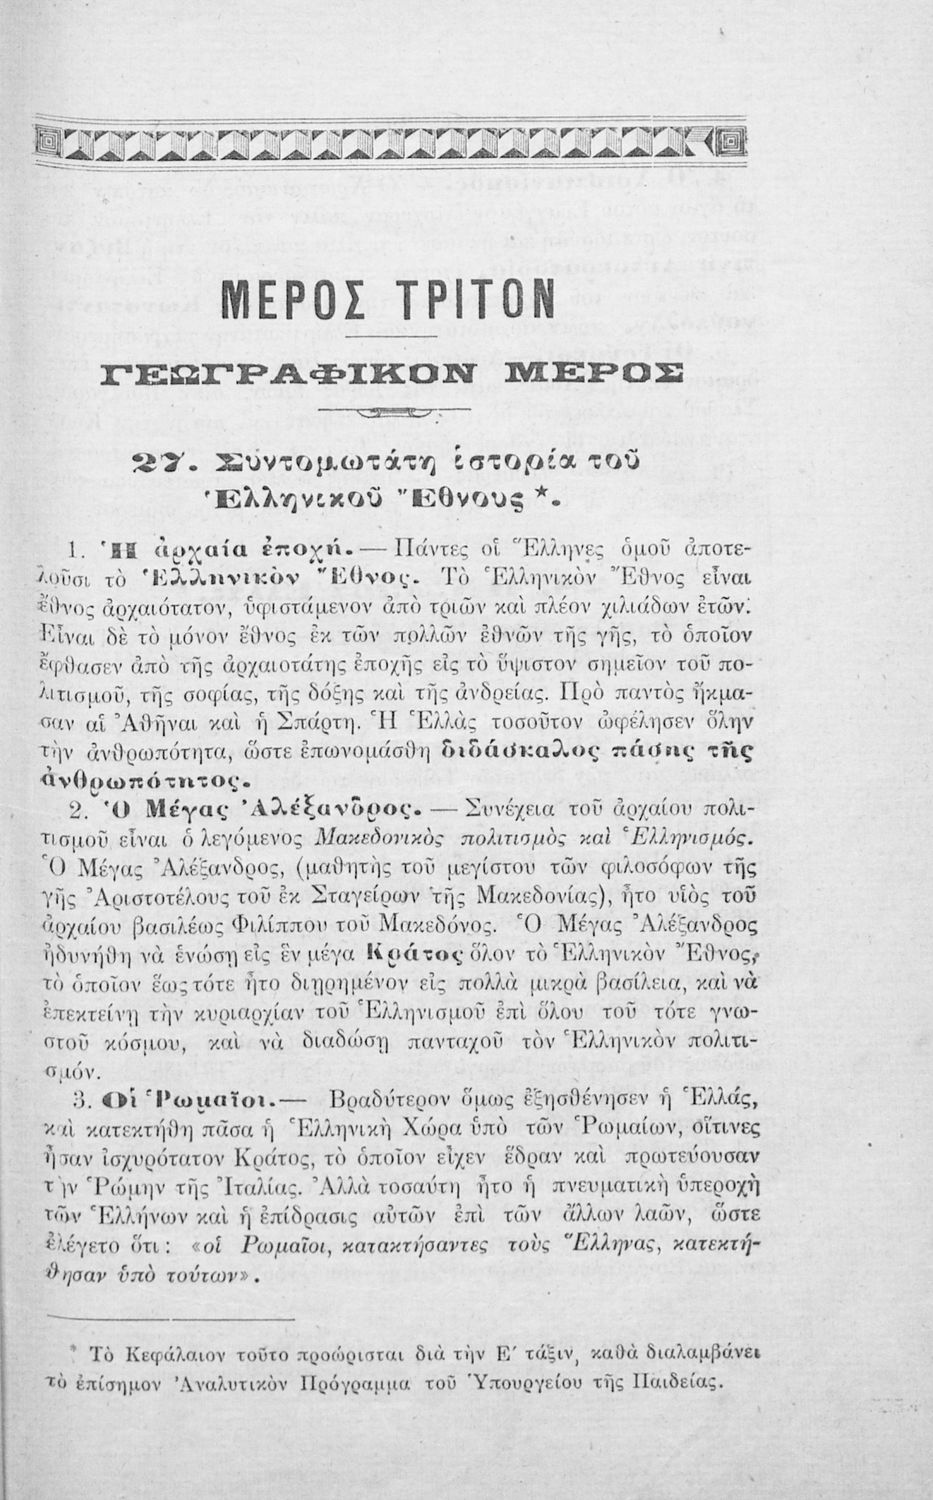 ΜΕΡΟΣ ΤΡΙΤΟΝ
ΓΕΩΓΡΑΦΙΚΟΝ ΜΕΡΟΣ
27. Συντομωτάτη ἱστορία τοῦ
Ἑλληνικοῦ Ἔθνους *.
1. Ἡ ἀρχαία ἐποχή. — Πάντες οἱ Ἕλληνες ὁμοῦ ἀποτε-
λοῦσι τὸ Ἑλληνικὸν Ἔθνος. Τὸ Ἑλληνικὸν Ἔθνος εἶναι
ἔθνος ἀρχαιότατον, ὑφιστάμενον ἀπὸ τριῶν καὶ πλέον χιλιάδων ἐτῶν.
Εἶναι δὲ τὸ μόνον ἔθνος ἐκ τῶν πολλῶν ἐθνῶν τῆς γῆς, τὸ ὁποῖον
ἔφθασεν ἀπὸ τῆς ἀρχαιοτάτης ἐποχῆς εἰς τὸ ὕψιστον σημεῖον τοῦ πο-
λιτισμοῦ, τῆς σοφίας, τῆς δόξης καὶ τῆς ἀνδρείας. Πρὸ παντὸς ἤκμα-
σαν αἱ Ἀθῆναι καὶ ἡ Σπάρτη. Ἡ Ἑλλὰς τοσοῦτον ὠφέλησεν ὅλην
τὴν ἀνθρωπότητα, ὥστε ἐπωνομάσθη διδάσκαλος πάσης τῆς
ἀνθρωπότητος.
2. Ὁ Μέγας Ἀλέξανδρος. — Συνέχεια τοῦ ἀρχαίου πολι-
τισμοῦ εἶναι ὁ λεγόμενος Μακεδονικὸς πολιτισμὸς καὶ Ἑλληνισμός.
Ὁ Μέγας Ἀλέξανδρος, (μαθητὴς τοῦ μεγίστου τῶν φιλοσόφων τῆς
γῆς Ἀριστοτέλους τοῦ ἐκ Σταγείρων τῆς Μακεδονίας), ἦτο υἱὸς τοῦ
ἀρχαίου βασιλέως Φιλίππου τοῦ Μακεδόνος. Ὁ Μέγας Ἀλέξανδρος
ἠδυνήθη νὰ ἑνώσῃ εἰς ἓν μέγα Κράτος ὅλον τὸ Ἑλληνικὸν Ἔθνος,
τὸ ὁποῖον ἕως τότε ἦτο διῃρημένον εἰς πολλὰ μικρὰ βασίλεια, καὶ νὰ
ἐπεκτείνῃ τὴν κυριαρχίαν τοῦ Ἑλληνισμοῦ ἐπὶ ὅλου τοῦ τότε γνω-
στοῦ κόσμου, καὶ νὰ διαδώσῃ πανταχοῦ τὸν Ἑλληνικὸν πολιτι-
σμόν.
3. Οἱ Ῥωμαῖοι.— Βραδύτερον ὅμως ἐξησθένησεν ἡ Ἑλλάς,
καὶ κατεκτήθη πᾶσα ἡ Ἑλληνικὴ Χώρα ὑπὸ τῶν Ῥωμαίων, οἵτινες
ἦσαν ἰσχυρότατον Κράτος, τὸ ὁποῖον εἶχεν ἕδραν καὶ πρωτεύουσαν
τὴν Ῥώμην τῆς Ἰταλίας. Ἀλλὰ τοσαύτη ἦτο ἡ πνευματικὴ ὑπεροχὴ
τῶν Ἑλλήνων καὶ ἡ ἐπίδρασις αὐτῶν ἐπὶ τῶν ἄλλων λαῶν, ὥστε
ἐλέγετο ὅτι : «οἱ Ῥωμαῖοι, κατακτήσαντες τοὺς Ἕλληνας, κατεκτή-
θησαν ὑπὸ τούτων».
* Τὸ Κεφάλαιον τοῦτο προώρισται διὰ τὴν Ε΄ τάξιν, καθὰ διαλαμβάνει
τὸ ἐπίσημον Ἀναλυτικὸν Πρόγραμμα τοῦ Ὑπουργείου τῆς Παιδείας.